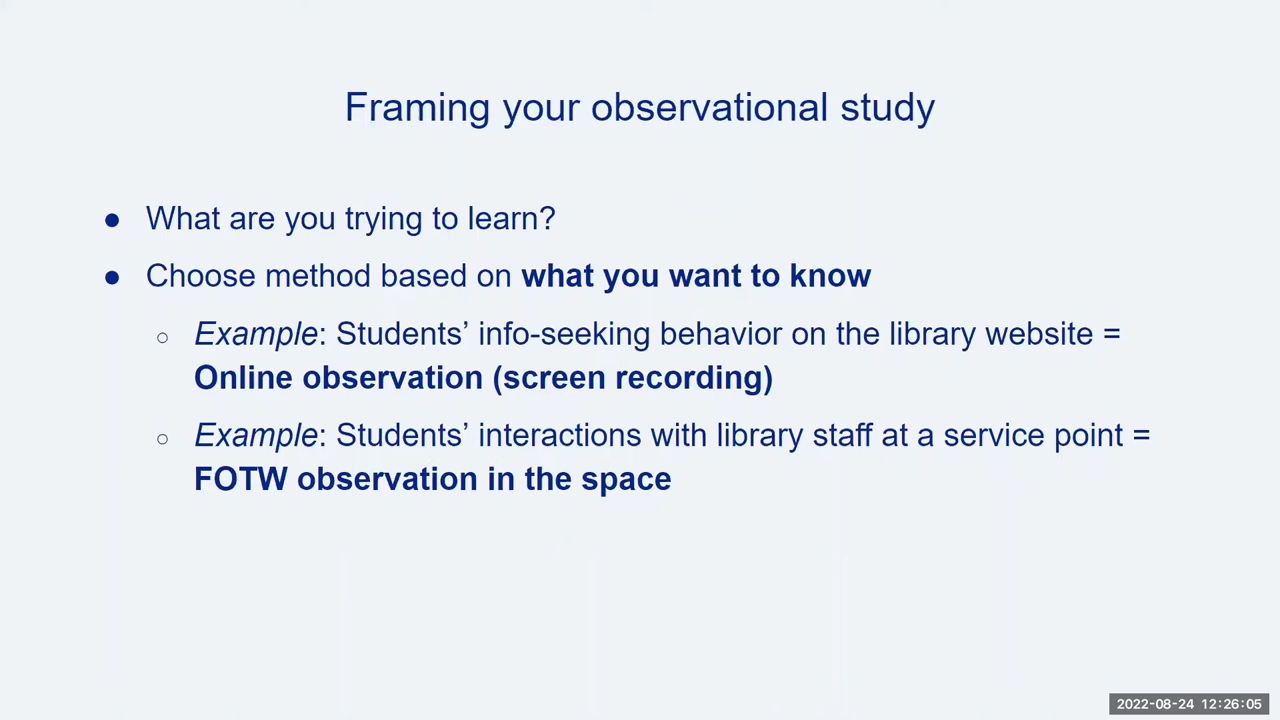 Framing your observational study
● What are you trying to learn?
● Choose method based on what you want to know
○ Example: Students’ info-seeking behavior on the library website =
Online observation (screen recording)
○ Example: Students’ interactions with library staff at a service point =
FOTW observation in the space
2022-08-24 12:26:05